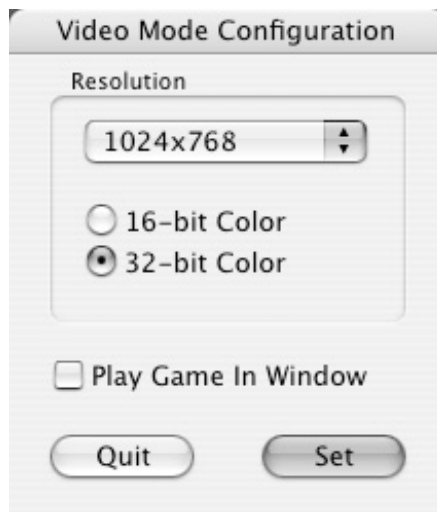 Video Mode Configuration
Resolution
1024x768
16-bit Color
32-bit Color
Play Game In Window
Quit
Set